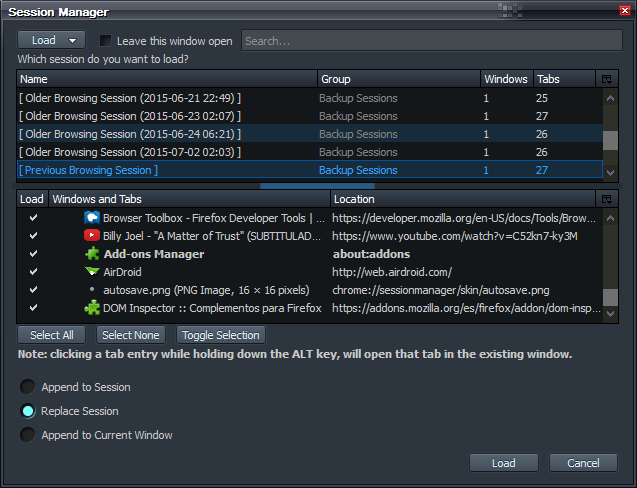 Session Manager
Load Leave this window open Search...
Which session do you want to load?
Name Group Windows Tabs
[ Older Browsing Session (2015-06-21 22:49) ] Backup Sessions 1 25
[ Older Browsing Session (2015-06-23 02:07) ] Backup Sessions 1 27
[ Older Browsing Session (2015-06-24 06:21) ] Backup Sessions 1 26
[ Older Browsing Session (2015-07-02 02:03) ] Backup Sessions 1 26
[ Previous Browsing Session ] Backup Sessions 1 27
Load Windows and Tabs Location
Browser Toolbox - Firefox Developer Tools | https://developer.mozilla.org/en-US/docs/Tools/Brow...
Billy Joel - "A Matter of Trust" (SUBTITULAD... https://www.youtube.com/watch?v=C52kn7-ky3M
Add-ons Manager about:addons
AirDroid http://web.airdroid.com/
autosave.png (PNG Image, 16 × 16 pixels) chrome://sessionmanager/skin/autosave.png
DOM Inspector :: Complementos para Firefox https://addons.mozilla.org/es/firefox/addon/dom-insp...
Select All Select None Toggle Selection
Note: clicking a tab entry while holding down the ALT key, will open that tab in the existing window.
Append to Session
Replace Session
Append to Current Window
Load Cancel